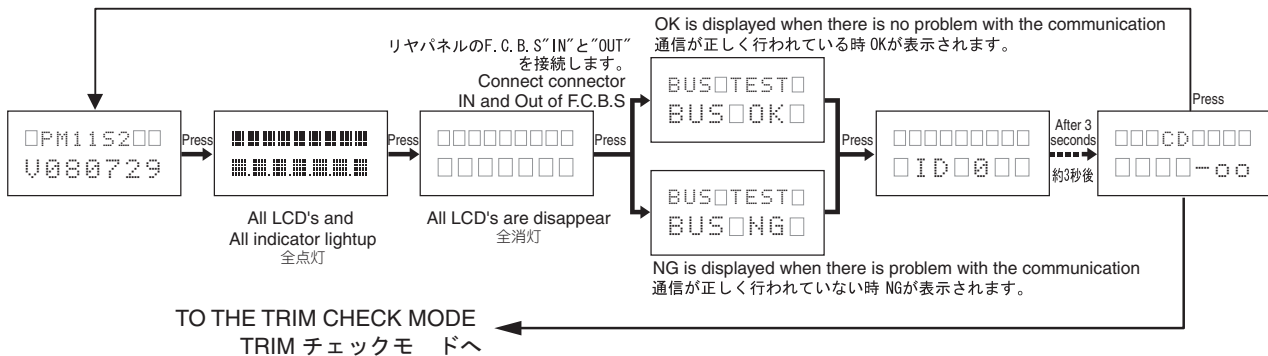 OK is displayed when there is no problem with the communication
通信が正しく行われている時 OKが表示されます。
リヤパネルのF.C.B.S"IN"と"OUT"
を接続します。
Connect connector
IN and Out of F.C.B.S
□PM11S2□□
V080729
Press
All LCD's and
All indicator lightup
全点灯
Press
□□□□□□□□□
□□□□□□□
All LCD's are disappear
全消灯
Press
BUS□TEST□
BUS□OK□
BUS□TEST□
BUS□NG□
NG is displayed when there is problem with the communication
通信が正しく行われていない時 NGが表示されます。
Press
□□□□□□□□□
□ID□0□□
After 3
seconds
約3秒後
□□□CD□□□□
□□□□-oo
Press
TO THE TRIM CHECK MODE
TRIM チェックモ ドへ